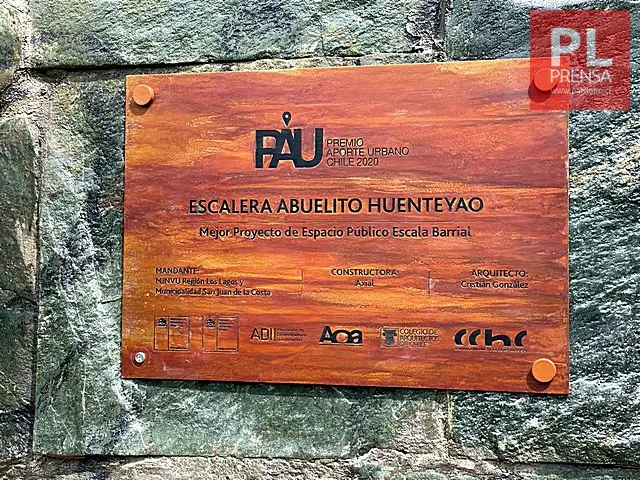 PL
PRENSA
PAU PREMIO
APORTE URBANO
CHILE 2020
ESCALERA ABUELITO HUENTEYAO
Mejor Proyecto de Espacio Público Escala Barrial
MANDANTE:
MINVU Región Los Lagos y
Municipalidad San Juan de la Costa
CONSTRUCTORA:
Axial
ARQUITECTO:
Cristián González
ADI
AOA
COLEGIO DE
ARQUITECTOS
DE CHILE
CChC